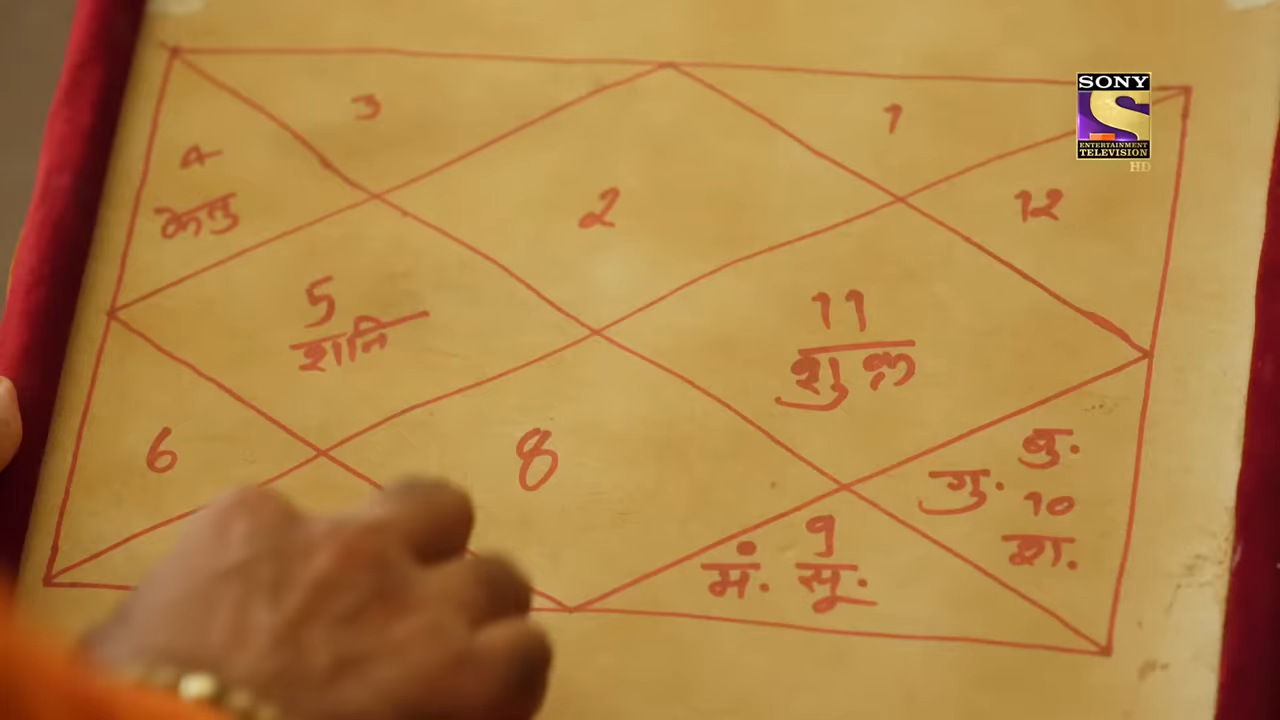 SONY
ENTERTAINMENT
TELEVISION
HD
3
1
4
केतु
2
12
5
शनि
11
शुक्र
6
8
बु.
गु.
10
रा.
9
मं. सू.